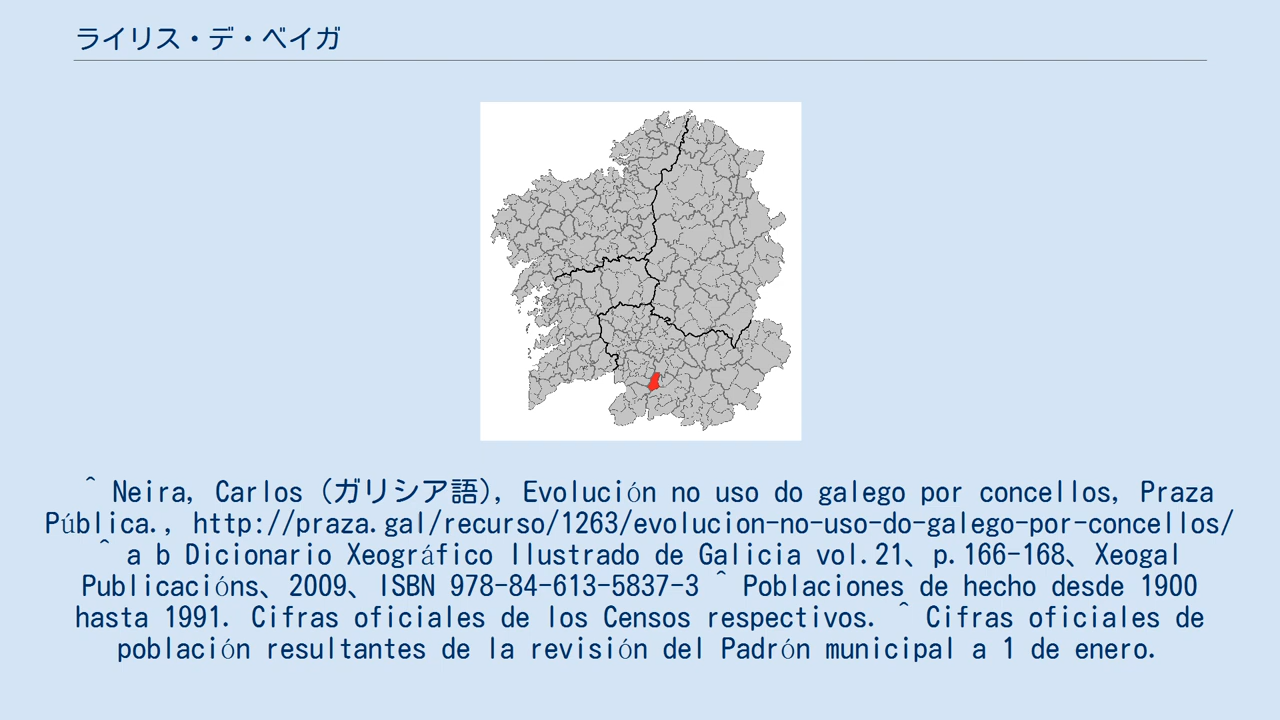 ライリス・デ・ベイガ
^ Neira, Carlos (ガリシア語), Evolución no uso do galego por concellos, Praza
Pública., http://praza.gal/recurso/1263/evolucion-no-uso-do-galego-por-concellos/
^ a b Dicionario Xeográfico Ilustrado de Galicia vol.21、p.166-168、Xeogal
Publicacións、2009、ISBN 978-84-613-5837-3 ^ Poblaciones de hecho desde 1900
hasta 1991. Cifras oficiales de los Censos respectivos. ^ Cifras oficiales de
población resultantes de la revisión del Padrón municipal a 1 de enero.